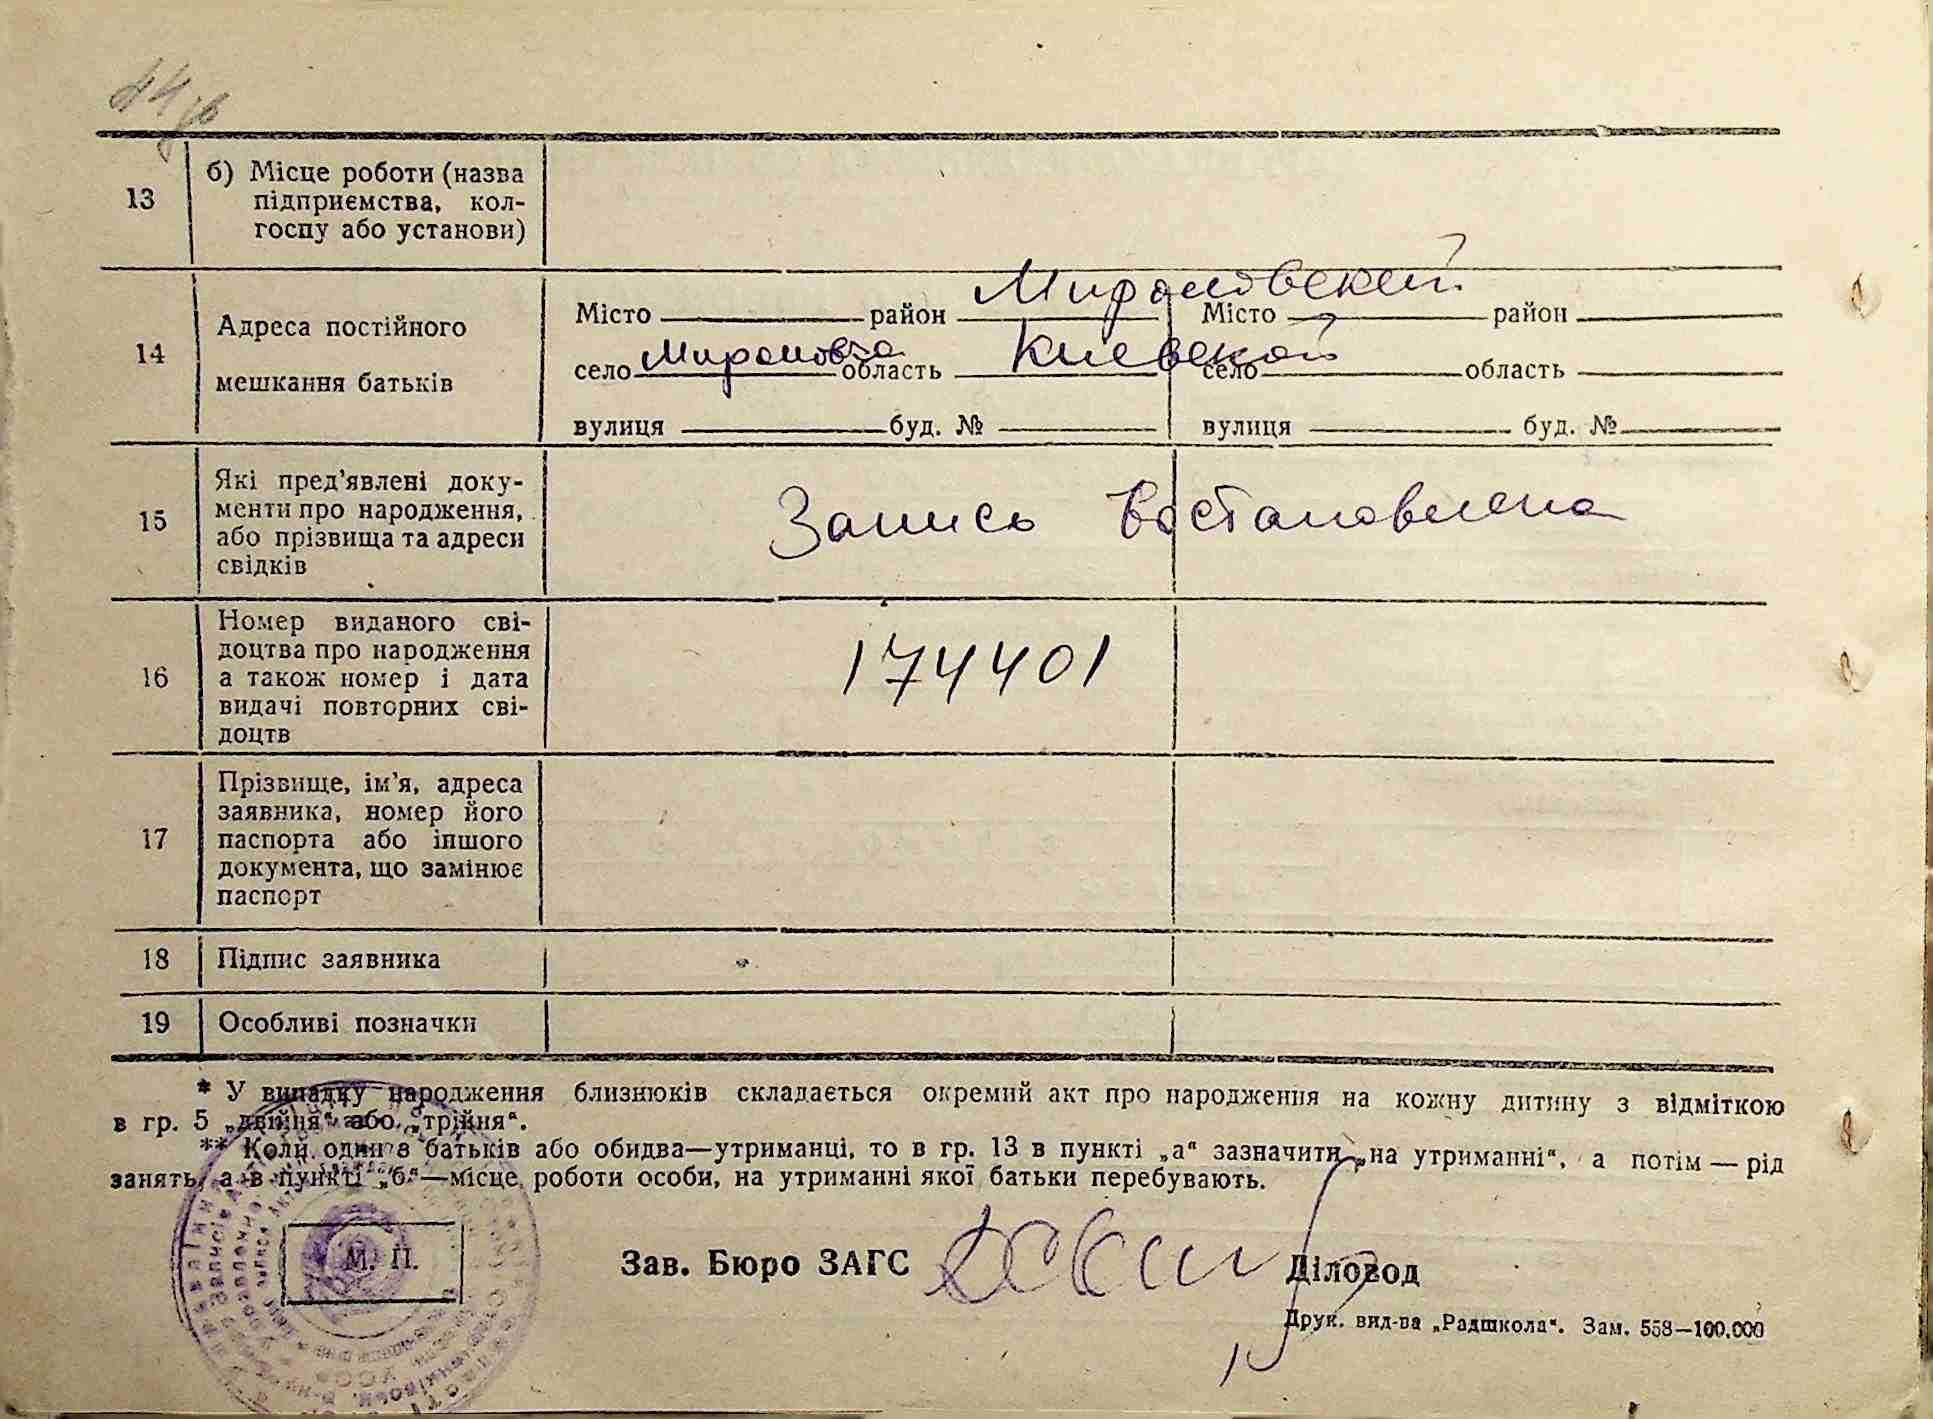 13
б) Місце роботи (назва
підприємства, кол-
госпу або установи)
14
Адреса постійного
мешкання батьків
Місто район Мироновский Місто район
село Мироновка область Киевской село область
вулиця буд. № вулиця буд. №
15
Які пред'явлені доку-
менти про народження,
або прізвища та адреси
свідків
Запись востановлена
16
Номер виданого сві-
доцтва про народження
а також номер і дата
видачі повторних сві-
доцтв
174401
17
Прізвище, ім'я, адреса
заявника, номер його
паспорта або іншого
документа, що замінює
паспорт
18 Підпис заявника
19 Особливі позначки
* У випадку народження близнюків складається окремий акт про народження на кожну дитину з відміткою
в гр. 5 „двійня“ або „трійня“.
** Коли один з батьків або обидва—утриманці, то в гр. 13 в пункті „а“ зазначити „на утриманні“, а потім — рід
занять, а в пункті „б“—місце роботи особи, на утриманні якої батьки перебувають.
М. П.
Зав. Бюро ЗАГС
Діловод
Друк. вид-ва „Радшкола“. Зам. 558—100.000